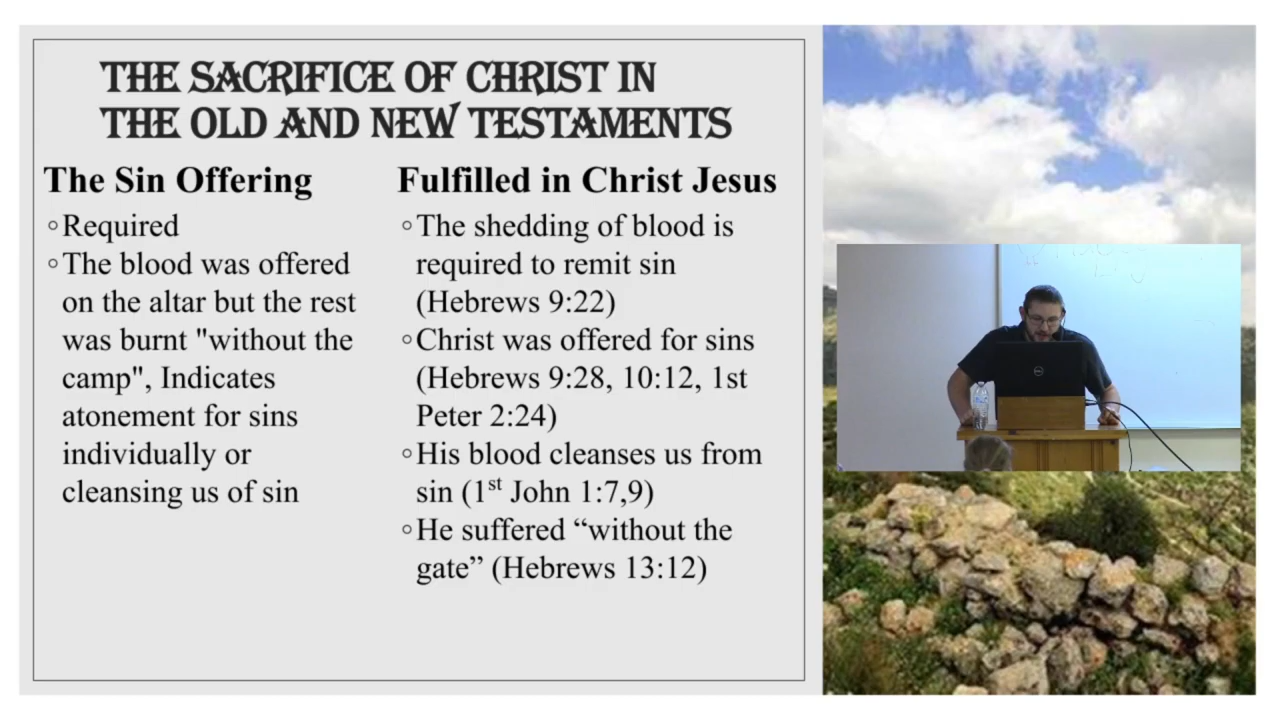 THE SACRIFICE OF CHRIST IN
THE OLD AND NEW TESTAMENTS
The Sin Offering
◦Required
◦The blood was offered
on the altar but the rest
was burnt "without the
camp", Indicates
atonement for sins
individually or
cleansing us of sin
Fulfilled in Christ Jesus
◦The shedding of blood is
required to remit sin
(Hebrews 9:22)
◦Christ was offered for sins
(Hebrews 9:28, 10:12, 1st
Peter 2:24)
◦His blood cleanses us from
sin (1st John 1:7,9)
◦He suffered “without the
gate” (Hebrews 13:12)
DELL